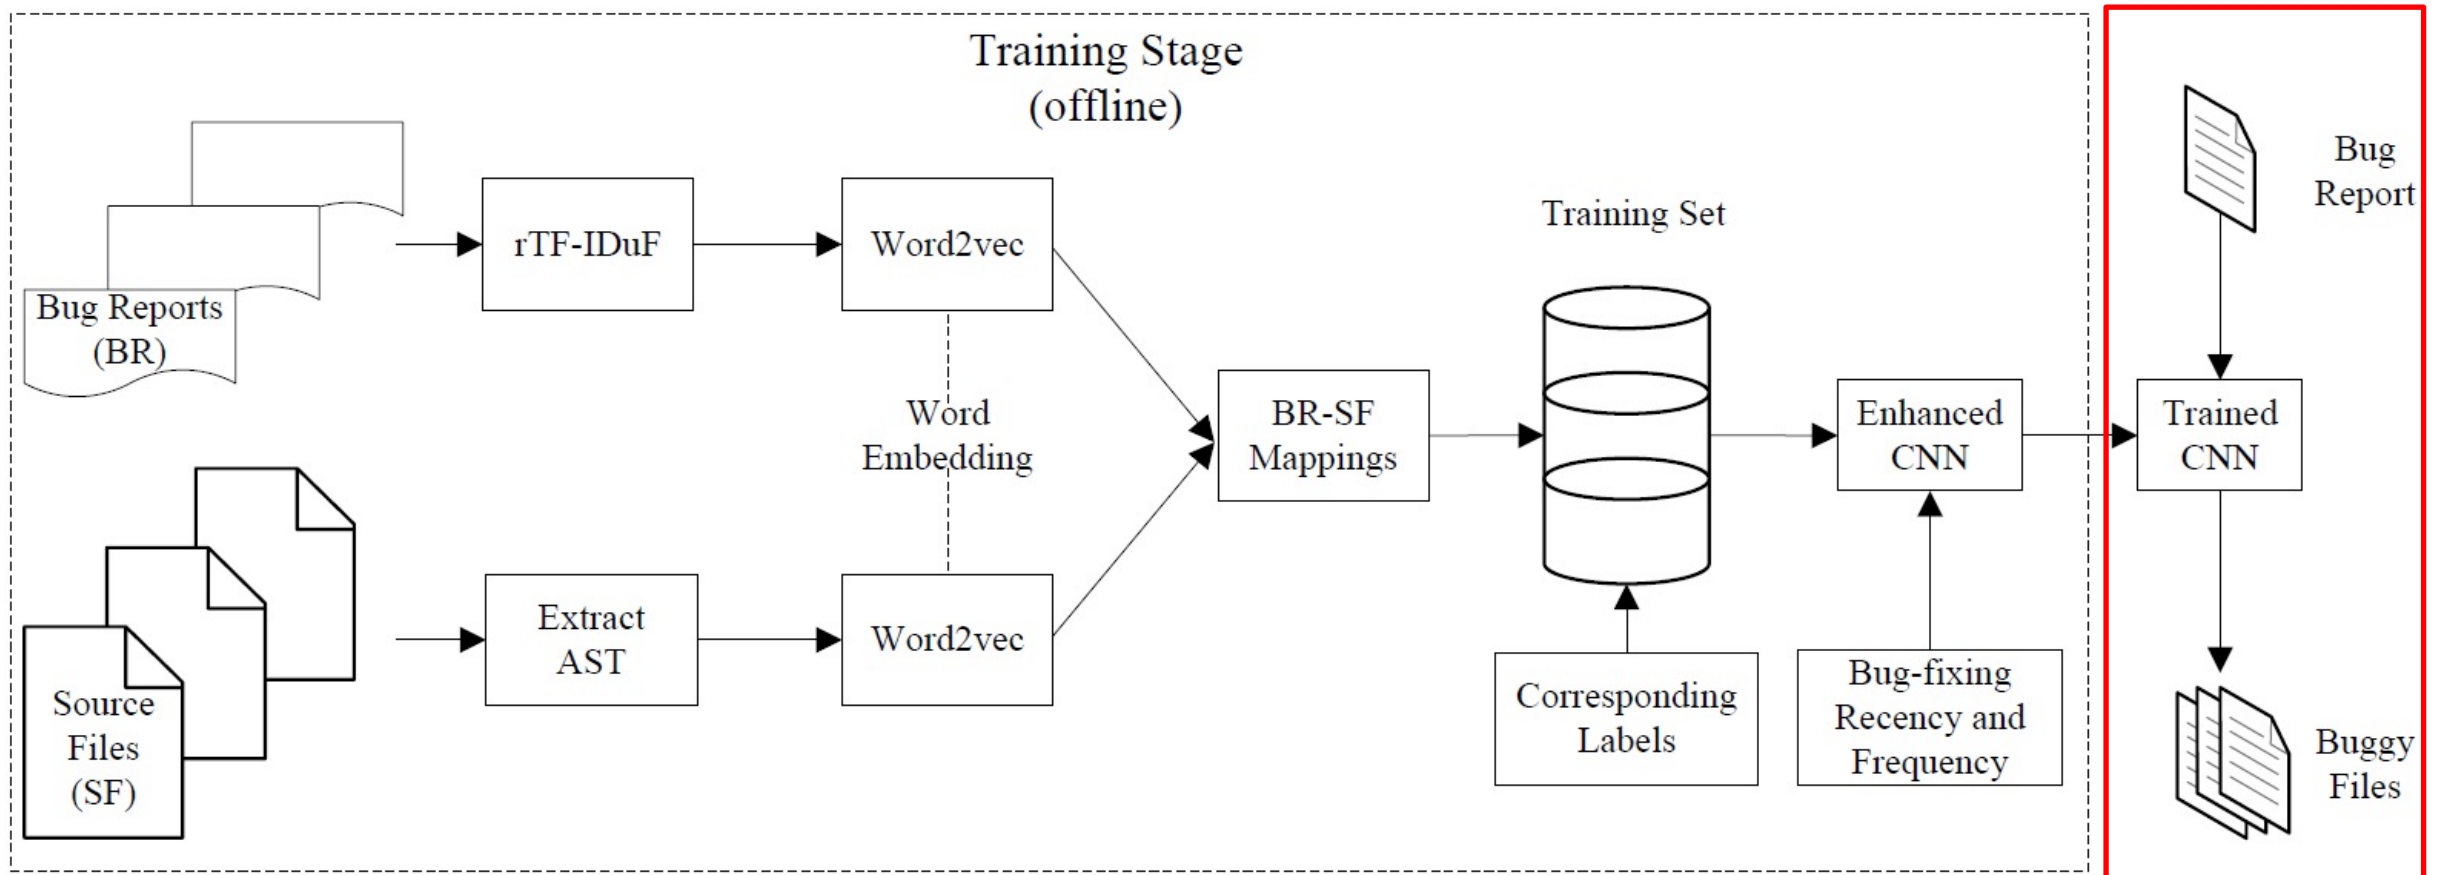 Training Stage
(offline)
Bug Reports
(BR)
rTF-IDuF
Word2vec
Word
Embedding
Source
Files
(SF)
Extract
AST
Word2vec
BR-SF
Mappings
Training Set
Corresponding
Labels
Enhanced
CNN
Bug-fixing
Recency and
Frequency
Bug
Report
Trained
CNN
Buggy
Files